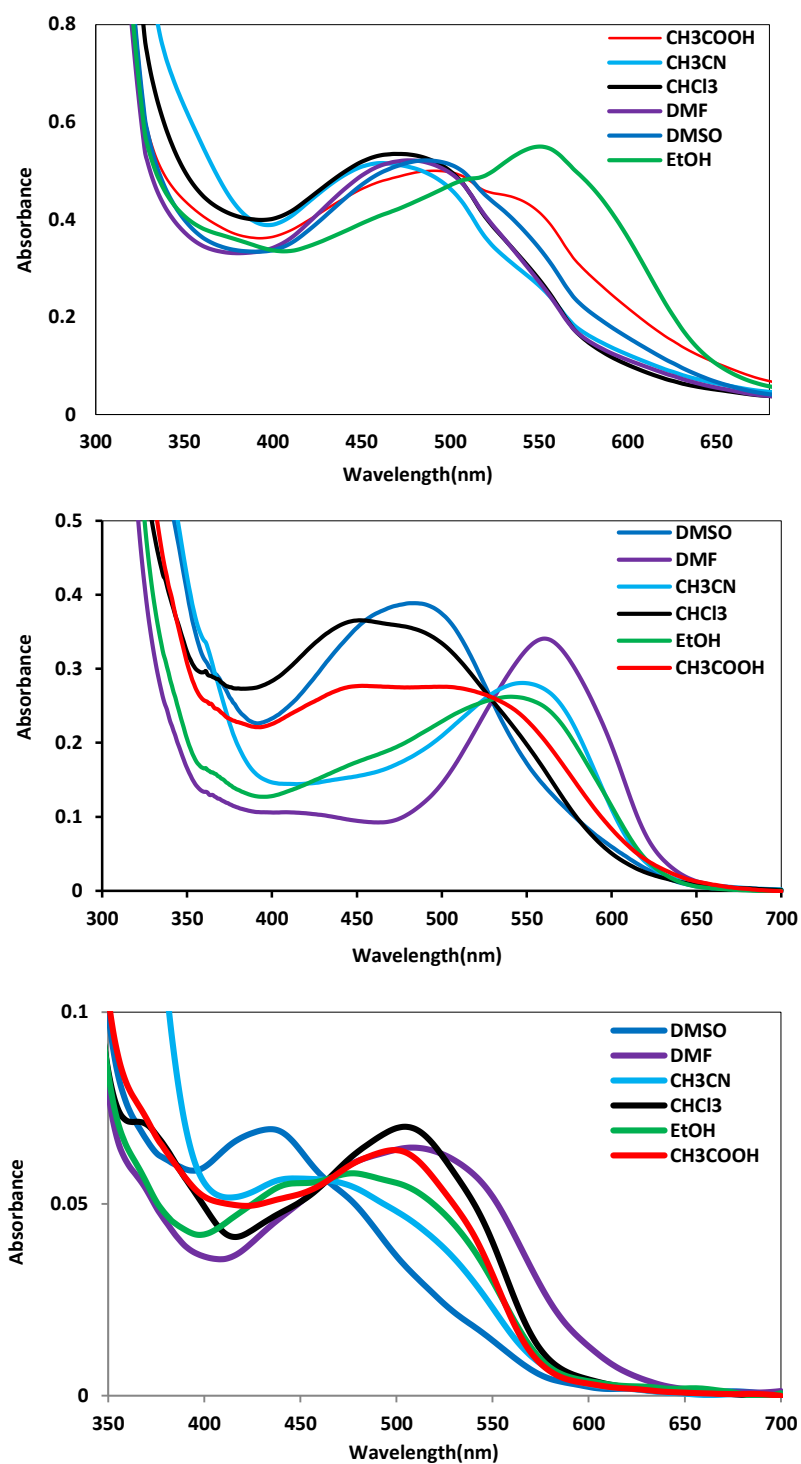 0.8
0.6
0.4
0.2
0
Absorbance
CH3COOH
CH3CN
CHCl3
DMF
DMSO
EtOH
300 350 400 450 500 550 600 650
Wavelength(nm)
0.5
0.4
0.3
0.2
0.1
0
Absorbance
DMSO
DMF
CH3CN
CHCl3
EtOH
CH3COOH
300 350 400 450 500 550 600 650 700
Wavelength(nm)
0.1
0.05
0
Absorbance
DMSO
DMF
CH3CN
CHCl3
EtOH
CH3COOH
350 400 450 500 550 600 650 700
Wavelength(nm)